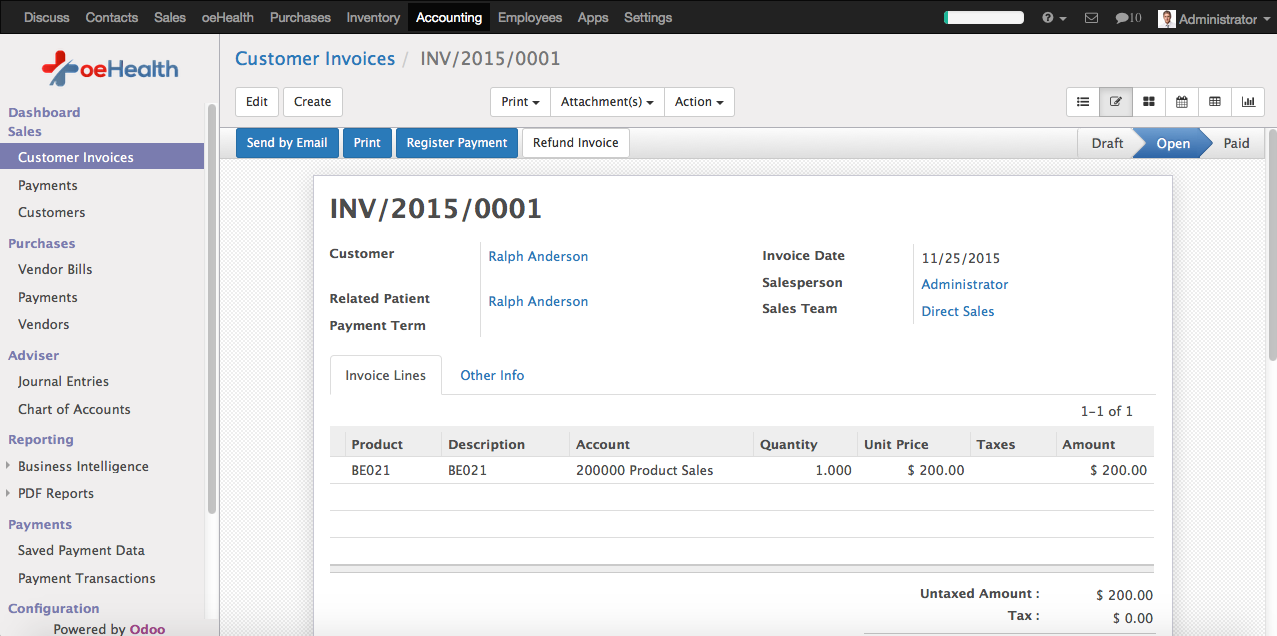 Discuss Contacts Sales oeHealth Purchases Inventory Accounting Employees Apps Settings 10 Administrator
oeHealth
Dashboard
Sales
Customer Invoices
Payments
Customers
Purchases
Vendor Bills
Payments
Vendors
Adviser
Journal Entries
Chart of Accounts
Reporting
Business Intelligence
PDF Reports
Payments
Saved Payment Data
Payment Transactions
Configuration
Powered by Odoo
Customer Invoices / INV/2015/0001
Edit Create Print Attachment(s) Action
Send by Email Print Register Payment Refund Invoice Draft Open Paid
INV/2015/0001
Customer Ralph Anderson
Related Patient Ralph Anderson
Payment Term
Invoice Date 11/25/2015
Salesperson Administrator
Sales Team Direct Sales
Invoice Lines Other Info
1-1 of 1
Product Description Account Quantity Unit Price Taxes Amount
BE021 BE021 200000 Product Sales 1.000 $ 200.00 $ 200.00
Untaxed Amount : $ 200.00
Tax : $ 0.00